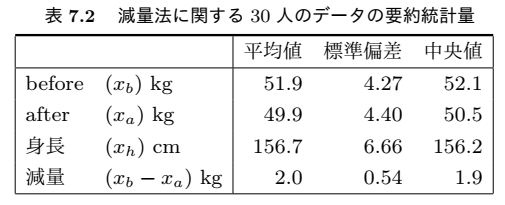 表 7.2 減量法に関する 30 人のデータの要約統計量
平均値 標準偏差 中央値
before (x_b) kg 51.9 4.27 52.1
after (x_a) kg 49.9 4.40 50.5
身長 (x_h) cm 156.7 6.66 156.2
減量 (x_b − x_a) kg 2.0 0.54 1.9